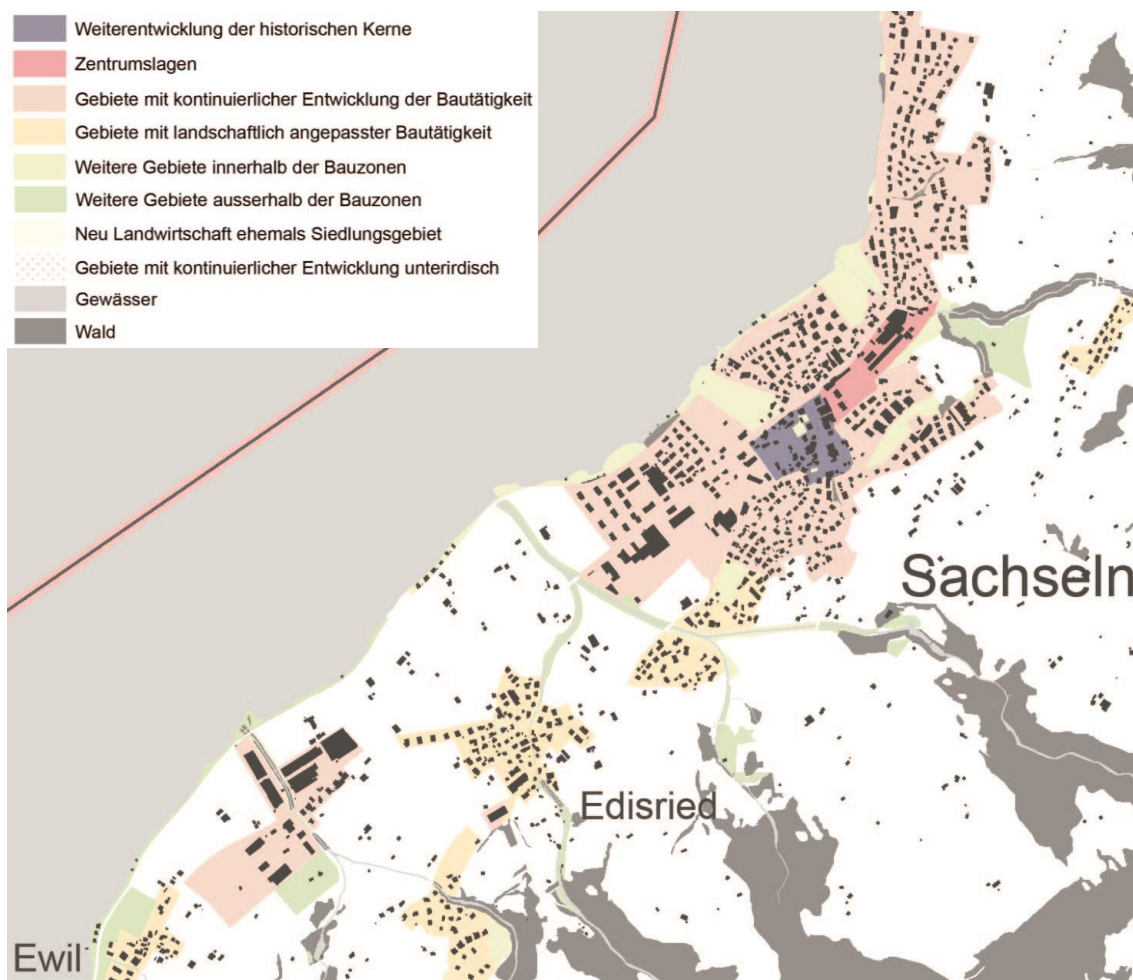 Weiterentwicklung der historischen Kerne
Zentrumslagen
Gebiete mit kontinuierlicher Entwicklung der Bautätigkeit
Gebiete mit landschaftlich angepasster Bautätigkeit
Weitere Gebiete innerhalb der Bauzonen
Weitere Gebiete ausserhalb der Bauzonen
Neu Landwirtschaft ehemals Siedlungsgebiet
Gebiete mit kontinuierlicher Entwicklung unterirdisch
Gewässer
Wald
Sachseln
Edisried
Ewil